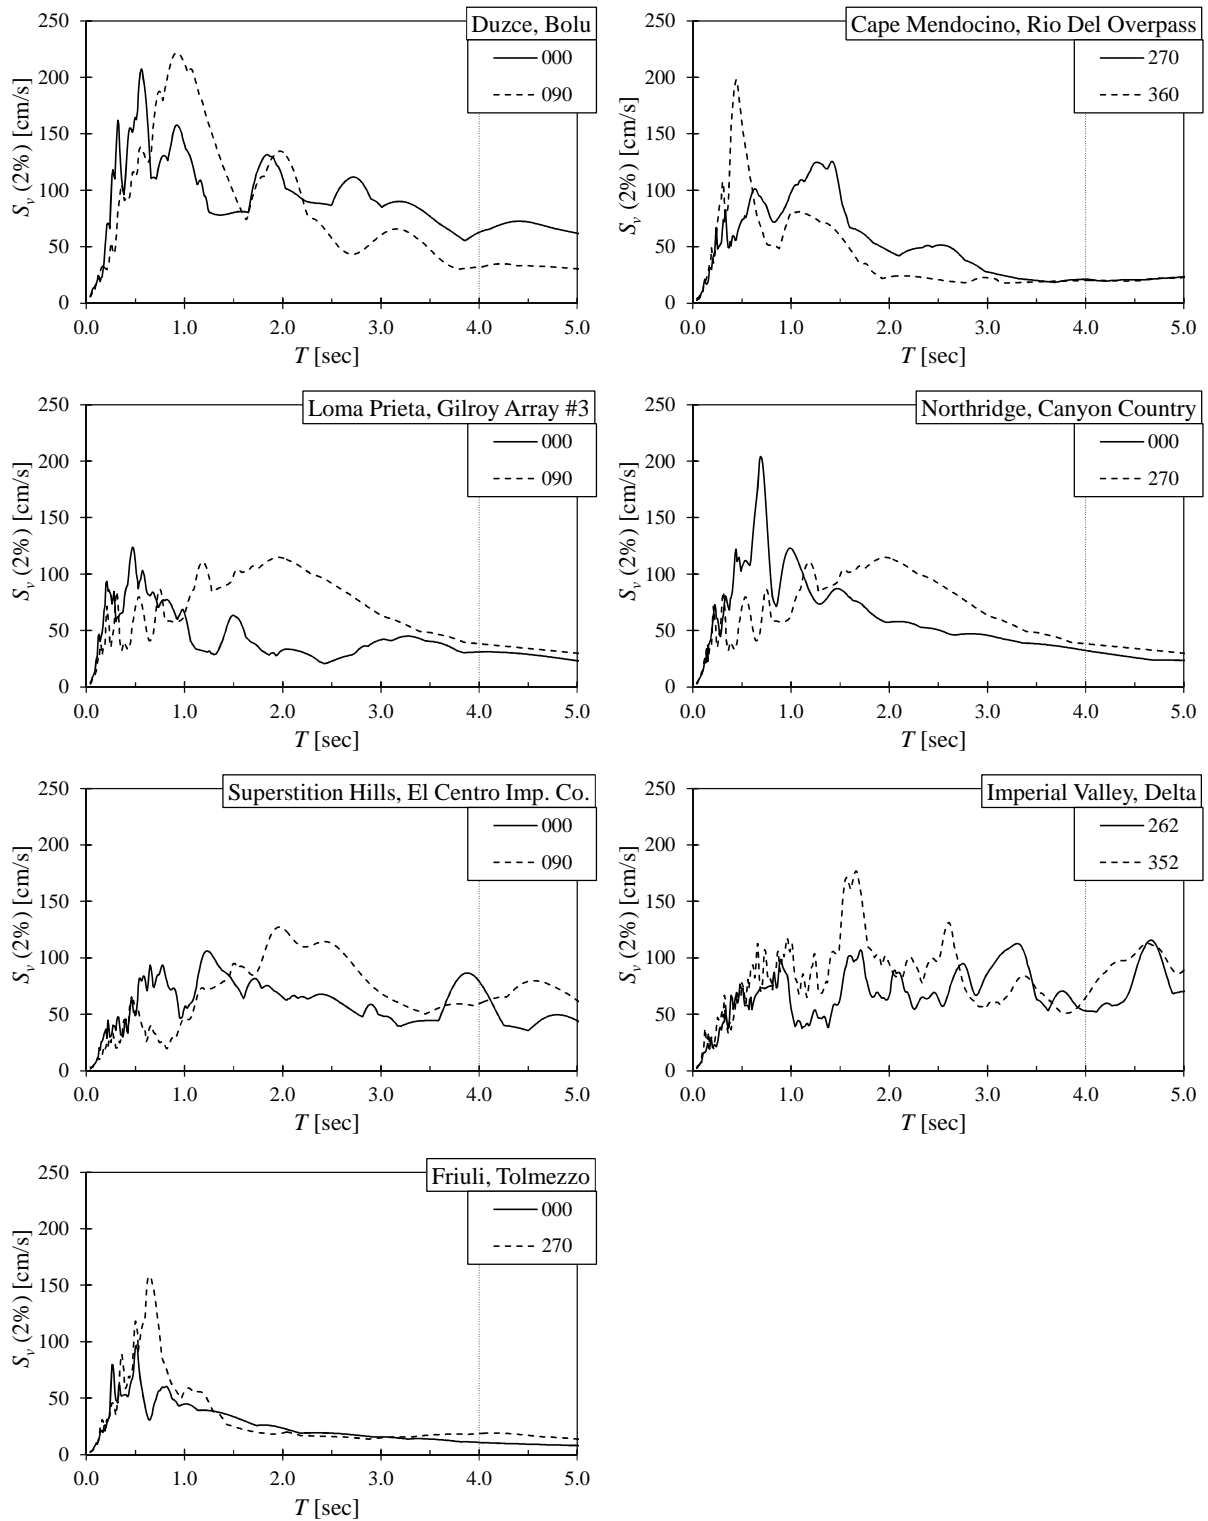 Duzce, Bolu
000
090
250
200
150
100
50
0
S_v (2%) [cm/s]
0.0 1.0 2.0 3.0 4.0 5.0
T [sec]
Cape Mendocino, Rio Del Overpass
270
360
250
200
150
100
50
0
S_v (2%) [cm/s]
0.0 1.0 2.0 3.0 4.0 5.0
T [sec]
Loma Prieta, Gilroy Array #3
000
090
250
200
150
100
50
0
S_v (2%) [cm/s]
0.0 1.0 2.0 3.0 4.0 5.0
T [sec]
Northridge, Canyon Country
000
270
250
200
150
100
50
0
S_v (2%) [cm/s]
0.0 1.0 2.0 3.0 4.0 5.0
T [sec]
Superstition Hills, El Centro Imp. Co.
000
090
250
200
150
100
50
0
S_v (2%) [cm/s]
0.0 1.0 2.0 3.0 4.0 5.0
T [sec]
Imperial Valley, Delta
262
352
250
200
150
100
50
0
S_v (2%) [cm/s]
0.0 1.0 2.0 3.0 4.0 5.0
T [sec]
Friuli, Tolmezzo
000
270
250
200
150
100
50
0
S_v (2%) [cm/s]
0.0 1.0 2.0 3.0 4.0 5.0
T [sec]